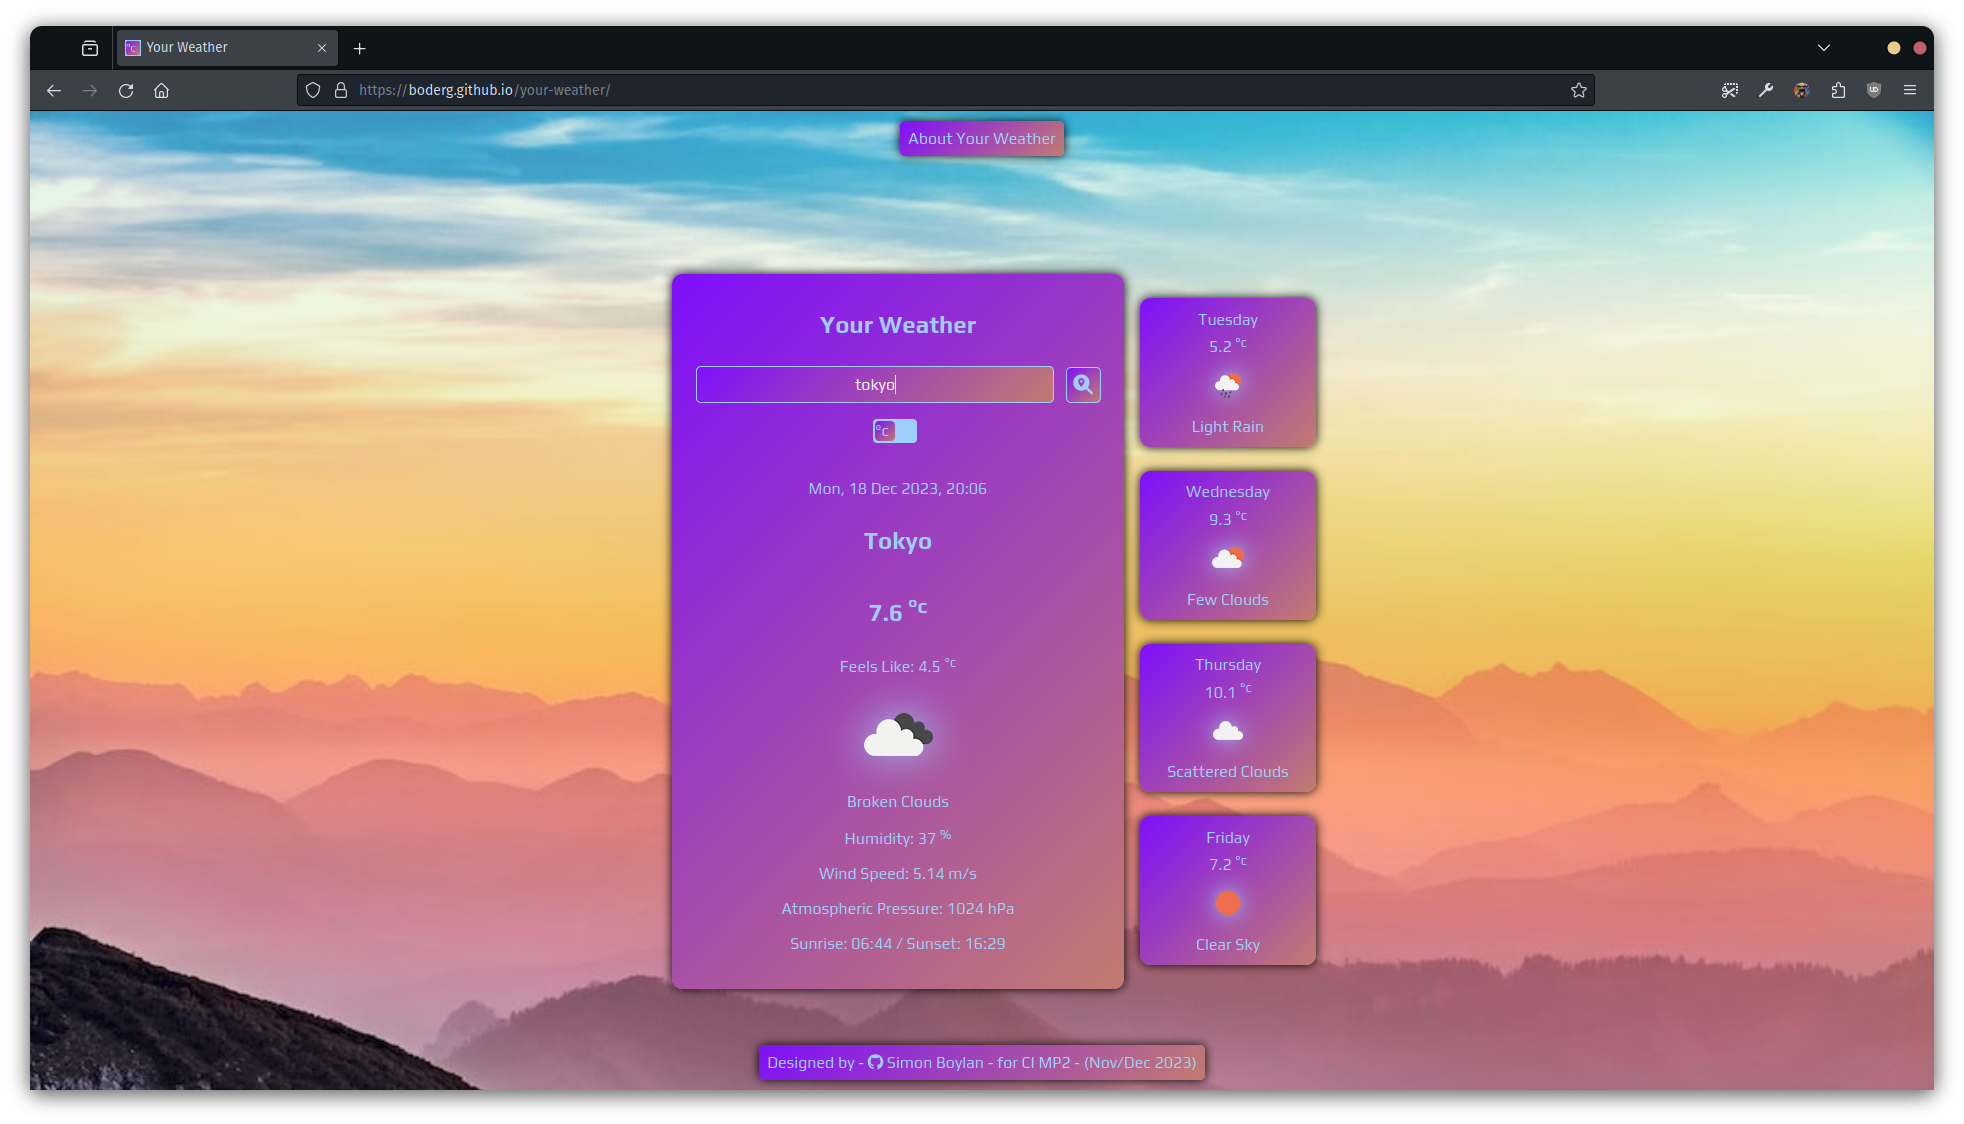 Your Weather
https://boderg.github.io/your-weather/
About Your Weather
Your Weather
tokyo
°C
Mon, 18 Dec 2023, 20:06
Tokyo
7.6 °C
Feels Like: 4.5 °C
Broken Clouds
Humidity: 37 %
Wind Speed: 5.14 m/s
Atmospheric Pressure: 1024 hPa
Sunrise: 06:44 / Sunset: 16:29
Tuesday
5.2 °C
Light Rain
Wednesday
9.3 °C
Few Clouds
Thursday
10.1 °C
Scattered Clouds
Friday
7.2 °C
Clear Sky
Designed by - Simon Boylan - for CI MP2 - (Nov/Dec 2023)